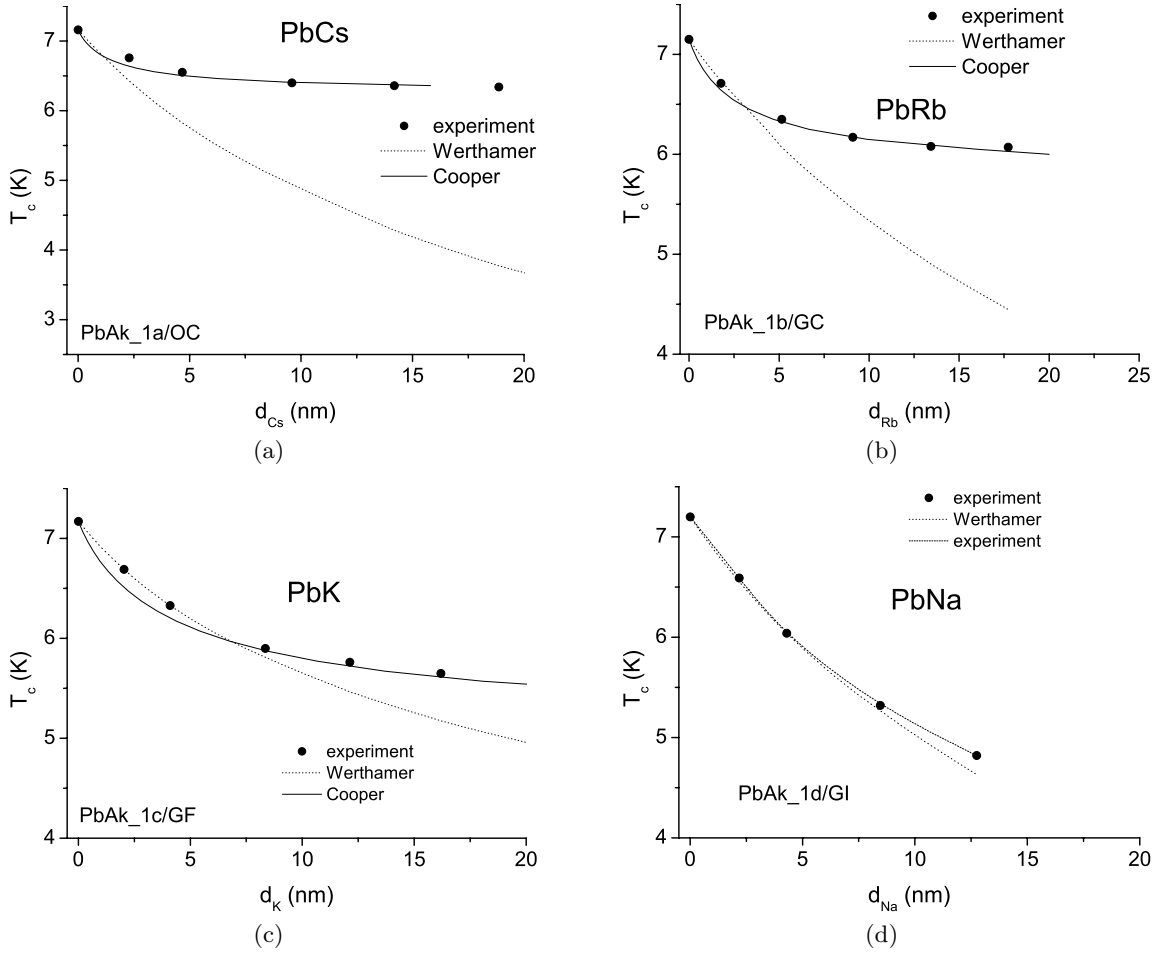 PbCs
7
6
5
4
3
T_c (K)
experiment
Werthamer
Cooper
PbAk_1a/OC
0 5 10 15 20
d_Cs (nm)
(a)
experiment
Werthamer
Cooper
PbRb
7
6
5
4
T_c (K)
PbAk_1b/GC
0 5 10 15 20 25
d_Rb (nm)
(b)
PbK
7
6
5
4
T_c (K)
experiment
Werthamer
Cooper
PbAk_1c/GF
0 5 10 15 20
d_K (nm)
(c)
experiment
Werthamer
experiment
PbNa
7
6
5
4
T_c (K)
PbAk_1d/GI
0 5 10 15 20
d_Na (nm)
(d)